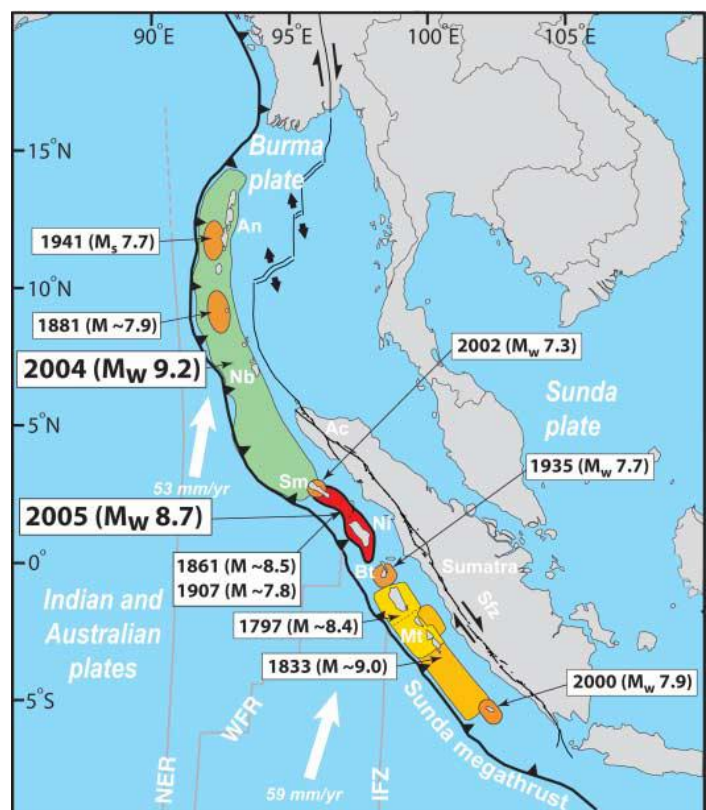 90°E 95°E 100°E 105°E
15°N
Burma
plate
An
1941 (Ms 7.7)
10°N
1881 (M ~7.9)
2002 (Mw 7.3)
2004 (Mw 9.2)
Nb
Sunda
plate
5°N
Ac
1935 (Mw 7.7)
Sm
53 mm/yr
2005 (Mw 8.7)
Ni
0°
1861 (M ~8.5)
1907 (M ~7.8)
Bt
Sumatra
Indian and
Australian
plates
Sfz
1797 (M ~8.4)
Mt
1833 (M ~9.0)
2000 (Mw 7.9)
5°S
WFR
Sunda megathrust
NER
IFZ
59 mm/yr